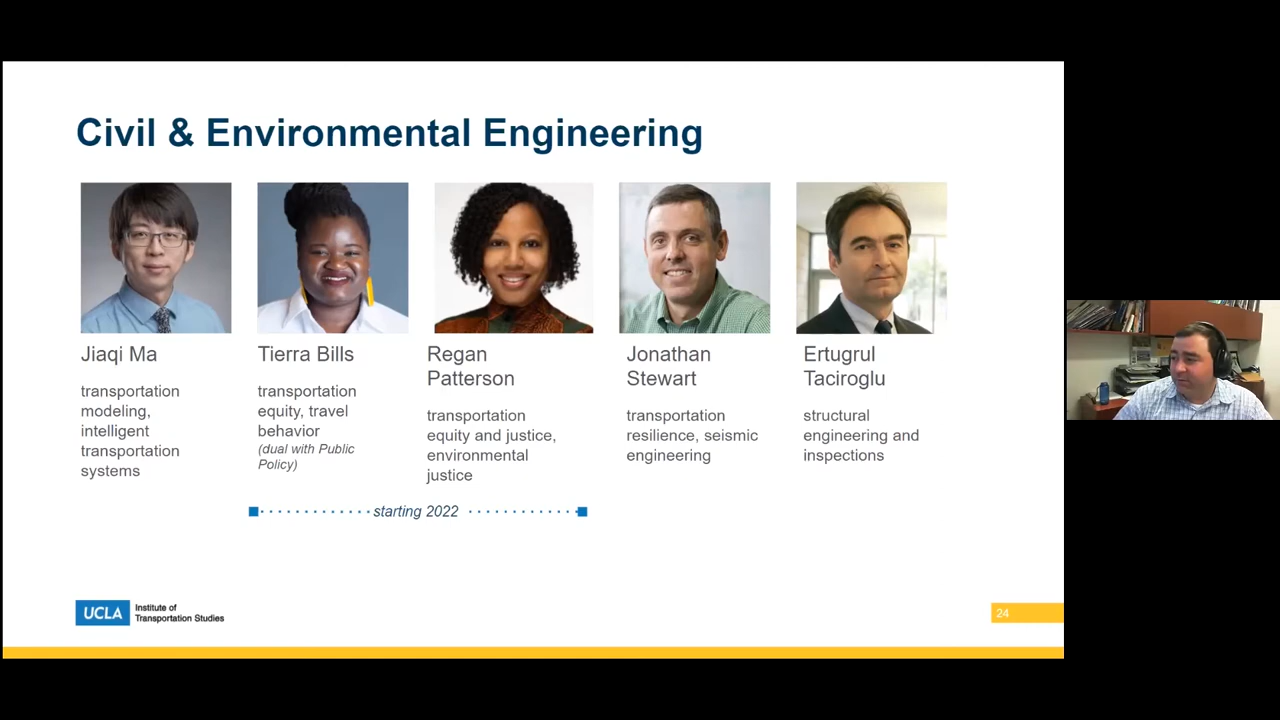 Civil & Environmental Engineering
Jiaqi Ma
transportation
modeling,
intelligent
transportation
systems
Tierra Bills
transportation
equity, travel
behavior
(dual with Public
Policy)
Regan
Patterson
transportation
equity and justice,
environmental
justice
Jonathan
Stewart
transportation
resilience, seismic
engineering
Ertugrul
Taciroglu
structural
engineering and
inspections
starting 2022
UCLA
Institute of
Transportation Studies
24